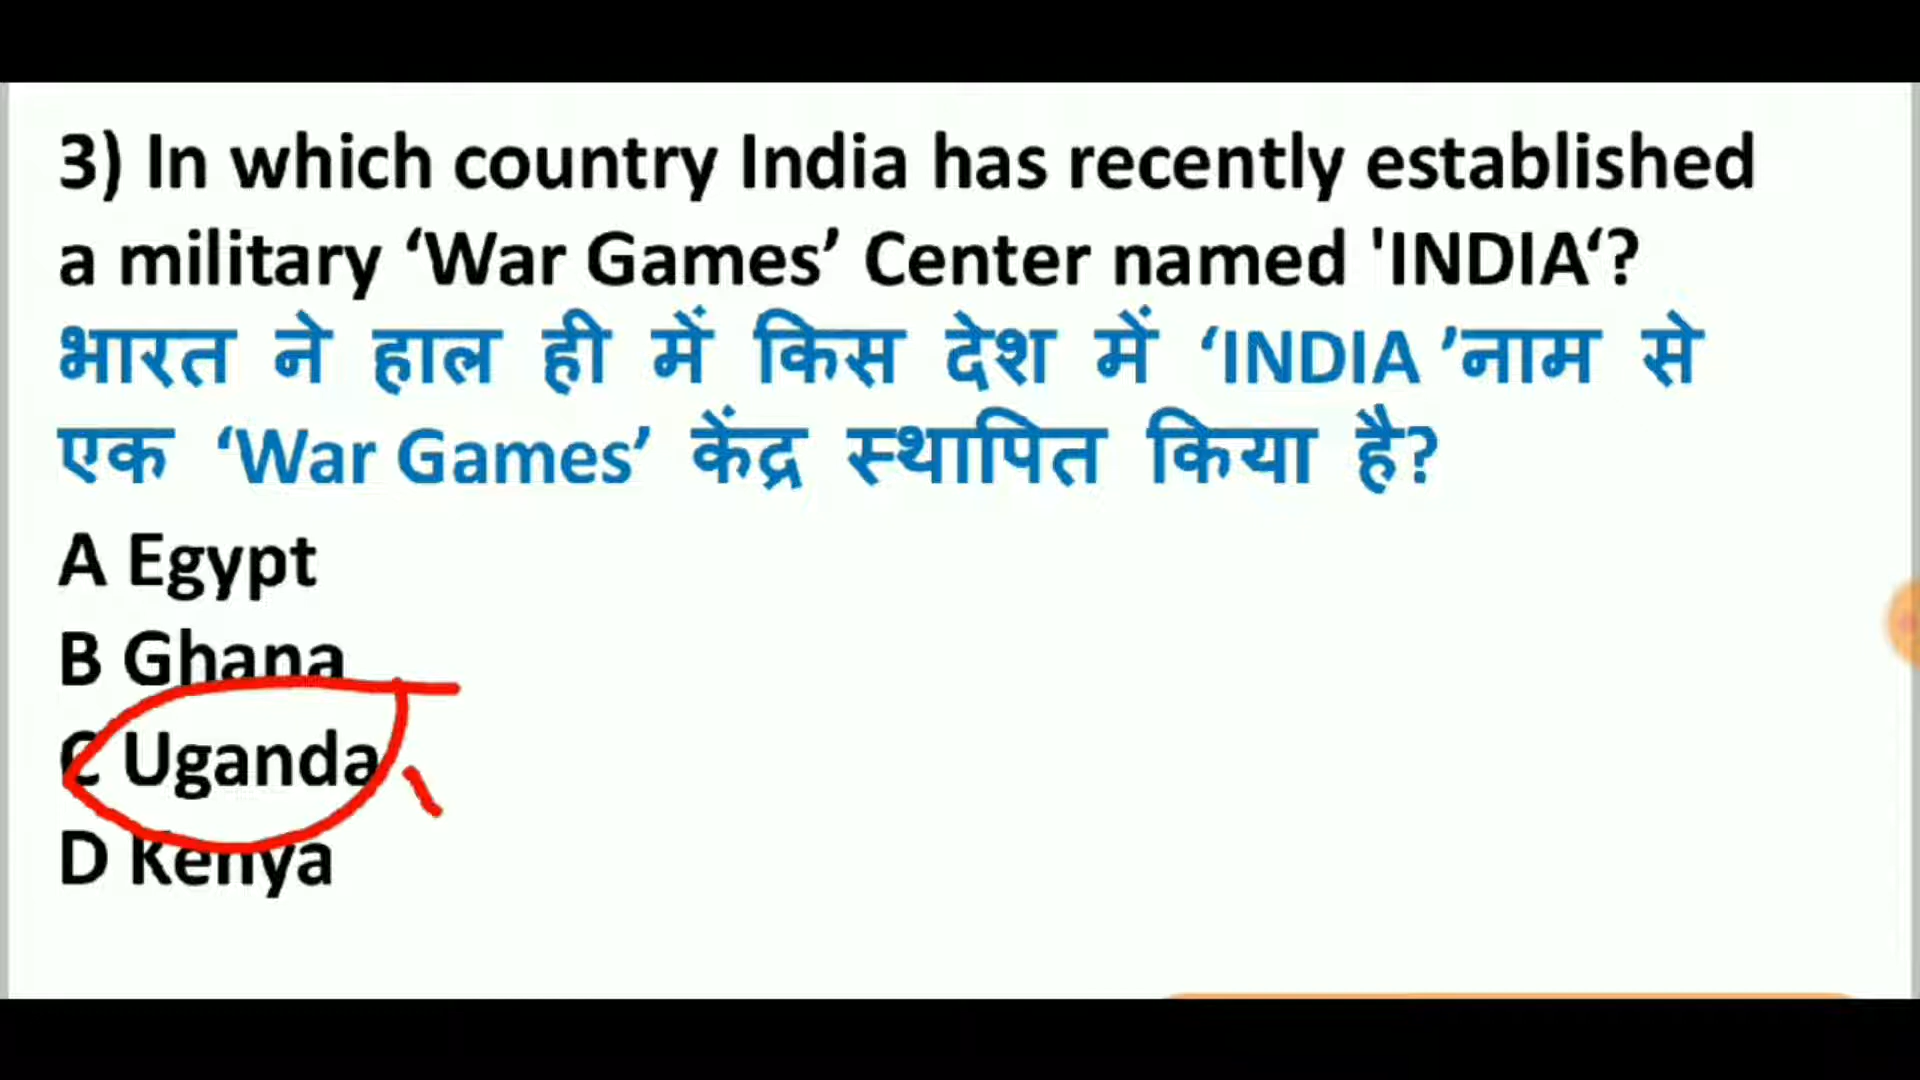 3) In which country India has recently established
a military ‘War Games’ Center named 'INDIA‘?
भारत ने हाल ही में किस देश में ‘INDIA ’नाम से
एक ‘War Games’ केंद्र स्थापित किया है?
A Egypt
B Ghana
C Uganda
D Kenya